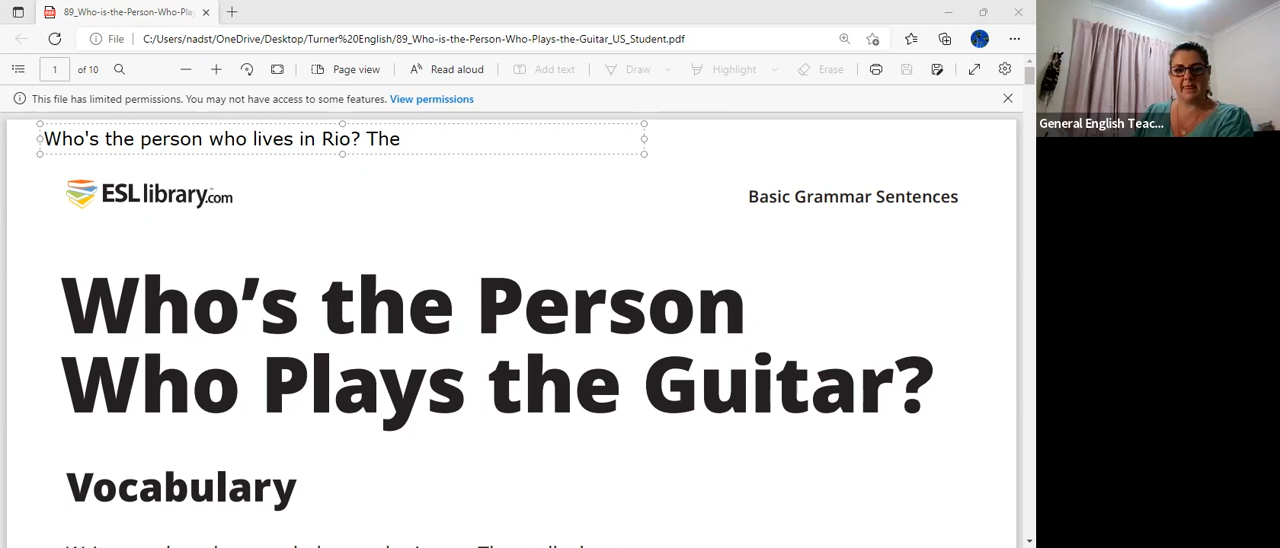 89_Who-is-the-Person-Who-Pla
File
C:/Users/nadst/OneDrive/Desktop/Turner%20English/89_Who-is-the-Person-Who-Plays-the-Guitar_US_Student.pdf
1 of 10
Page view
Read aloud
Add text
Draw
Highlight
Erase
This file has limited permissions. You may not have access to some features. View permissions
General English Teac...
Who's the person who lives in Rio? The
ESL library.com
Basic Grammar Sentences
Who's the Person
Who Plays the Guitar?
Vocabulary